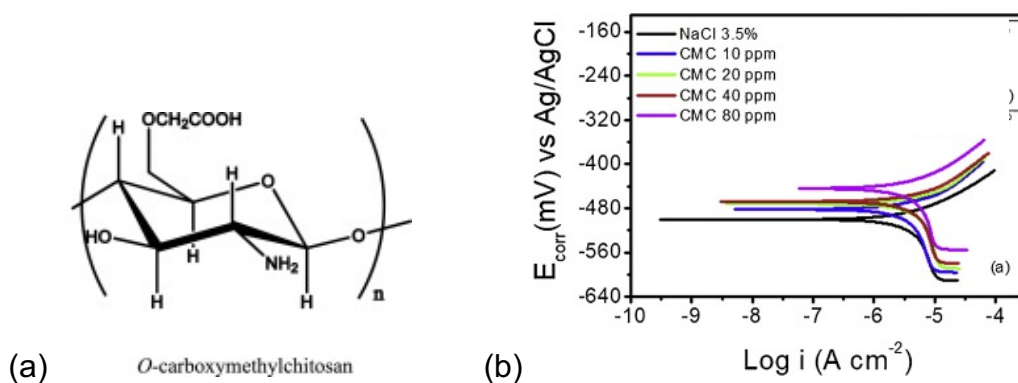 OCH₂COOH
H
H
O
HO
H
NH₂
O
H
H
n
(a)
O-carboxymethylchitosan
E_corr(mV) vs Ag/AgCl
-160
-240
-320
-400
-480
-560
-640
NaCl 3.5%
CMC 10 ppm
CMC 20 ppm
CMC 40 ppm
CMC 80 ppm
)
(a)
-10 -9 -8 -7 -6 -5 -4
Log i (A cm⁻²)
(b)